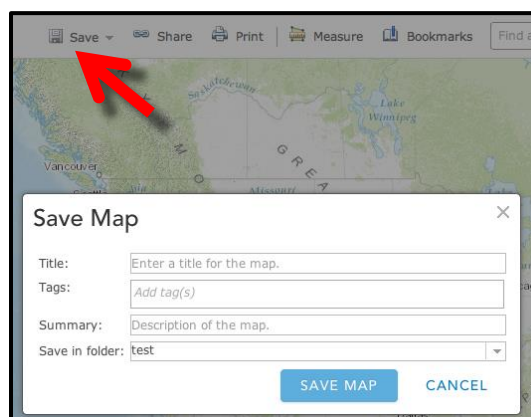 Save Share Print Measure Bookmarks Find a
Saskatchewan
Lake
Winnipeg
Vancouver
GREA
Missouri
Save Map
Title: Enter a title for the map.
Tags: Add tag(s)
Summary: Description of the map.
Save in folder: test
SAVE MAP CANCEL